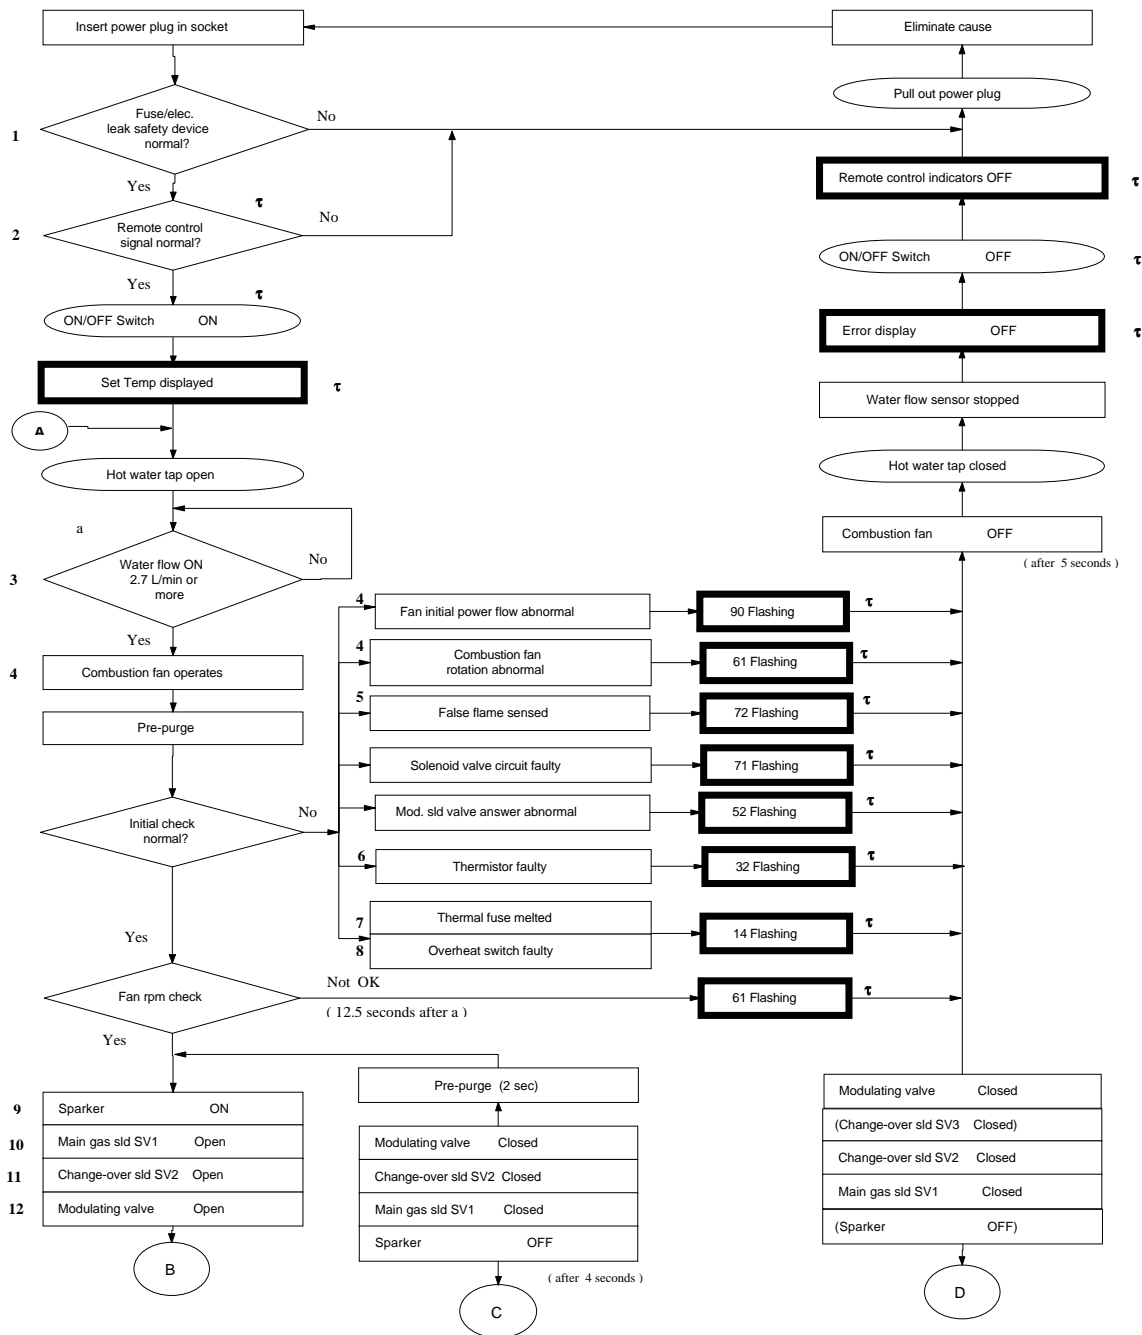 Insert power plug in socket
Eliminate cause
Pull out power plug
1
Fuse/elec.
leak safety device
normal?
No
Yes
Remote control indicators OFF
τ
τ
2
Remote control
signal normal?
No
Yes
ON/OFF Switch OFF
τ
τ
ON/OFF Switch ON
Error display OFF
τ
Set Temp displayed
τ
Water flow sensor stopped
A
Hot water tap open
Hot water tap closed
a
Combustion fan OFF
( after 5 seconds )
3
Water flow ON
2.7 L/min or
more
No
Yes
4
Fan initial power flow abnormal
90 Flashing
τ
4
Combustion fan
rotation abnormal
61 Flashing
τ
4
Combustion fan operates
5
False flame sensed
72 Flashing
τ
Pre-purge
Solenoid valve circuit faulty
71 Flashing
τ
Initial check
normal?
No
Mod. sld valve answer abnormal
52 Flashing
τ
6
Thermistor faulty
32 Flashing
τ
7
Thermal fuse melted
8
Overheat switch faulty
14 Flashing
τ
Yes
Fan rpm check
Not OK
( 12.5 seconds after a )
61 Flashing
τ
Yes
9
Sparker ON
10
Main gas sld SV1 Open
11
Change-over sld SV2 Open
12
Modulating valve Open
B
Pre-purge (2 sec)
Modulating valve Closed
Change-over sld SV2 Closed
Main gas sld SV1 Closed
Sparker OFF
( after 4 seconds )
C
Modulating valve Closed
(Change-over sld SV3 Closed)
Change-over sld SV2 Closed
Main gas sld SV1 Closed
(Sparker OFF)
D